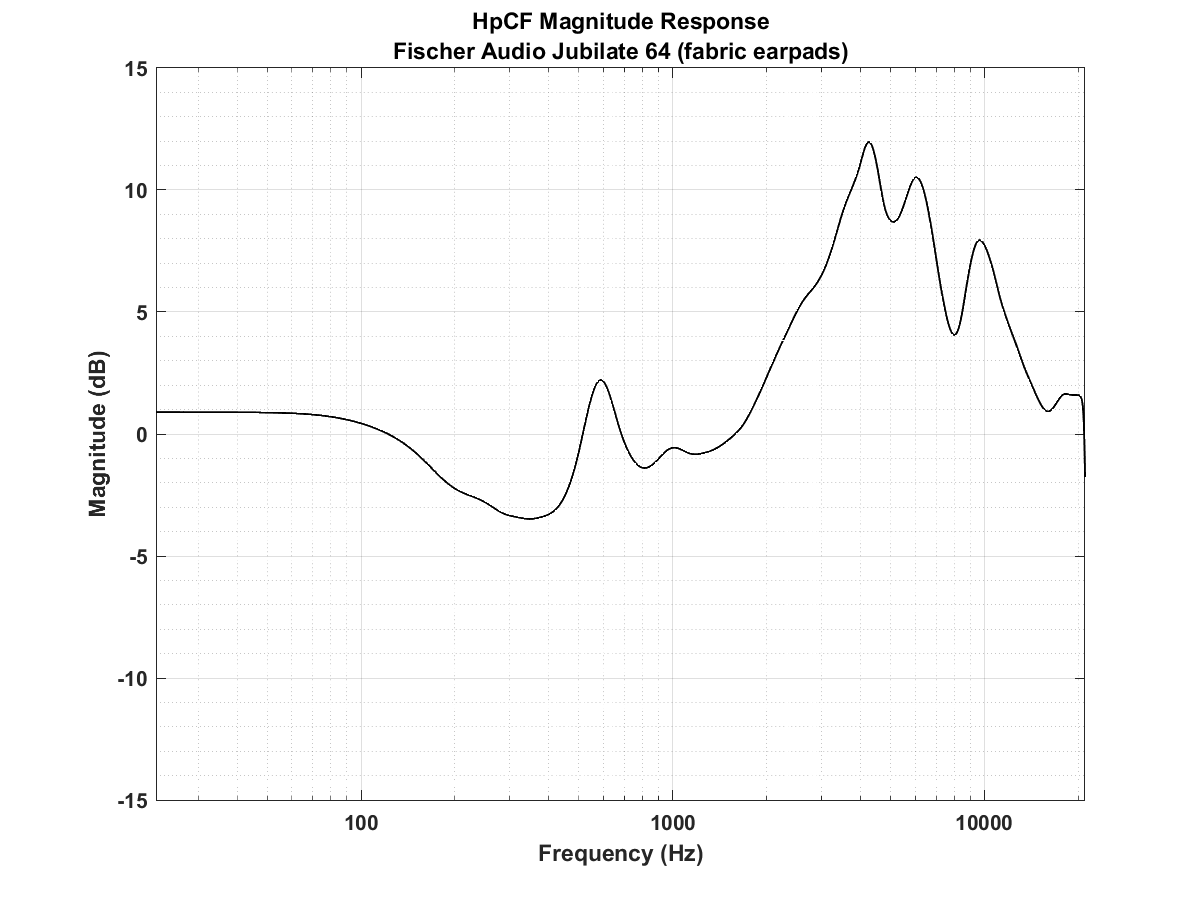 HpCF Magnitude Response
Fischer Audio Jubilate 64 (fabric earpads)
15
10
5
0
-5
-10
-15
Magnitude (dB)
100
1000
10000
Frequency (Hz)